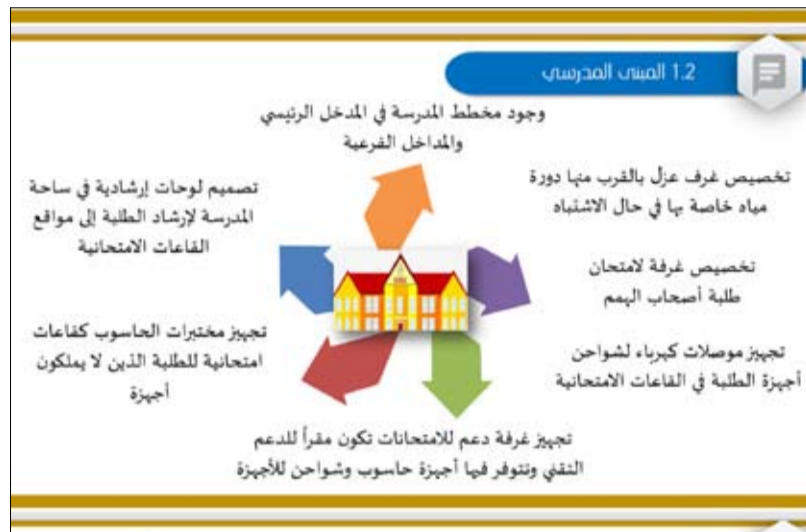 1.2 المبنى المدرسي
وجود مخطط المدرسة في المدخل الرئيسي
والمداخل الفرعية
تخصيص غرف عزل بالقرب منها دورة
مياه خاصة بها في حال الاشتباه
تخصيص غرفة لامتحان
طلبة أصحاب الهمم
تجهيز موصلات كهرباء لشواحن
أجهزة الطلبة في القاعات الامتحانية
تصميم لوحات إرشادية في ساحة
المدرسة لإرشاد الطلبة إلى مواقع
القاعات الامتحانية
تجهيز مختبرات الحاسوب كقاعات
امتحانية للطلبة الذين لا يملكون
أجهزة
تجهيز غرفة دعم للامتحانات تكون مقراً للدعم
التقني وتتوفر فيها أجهزة حاسوب وشواحن للأجهزة